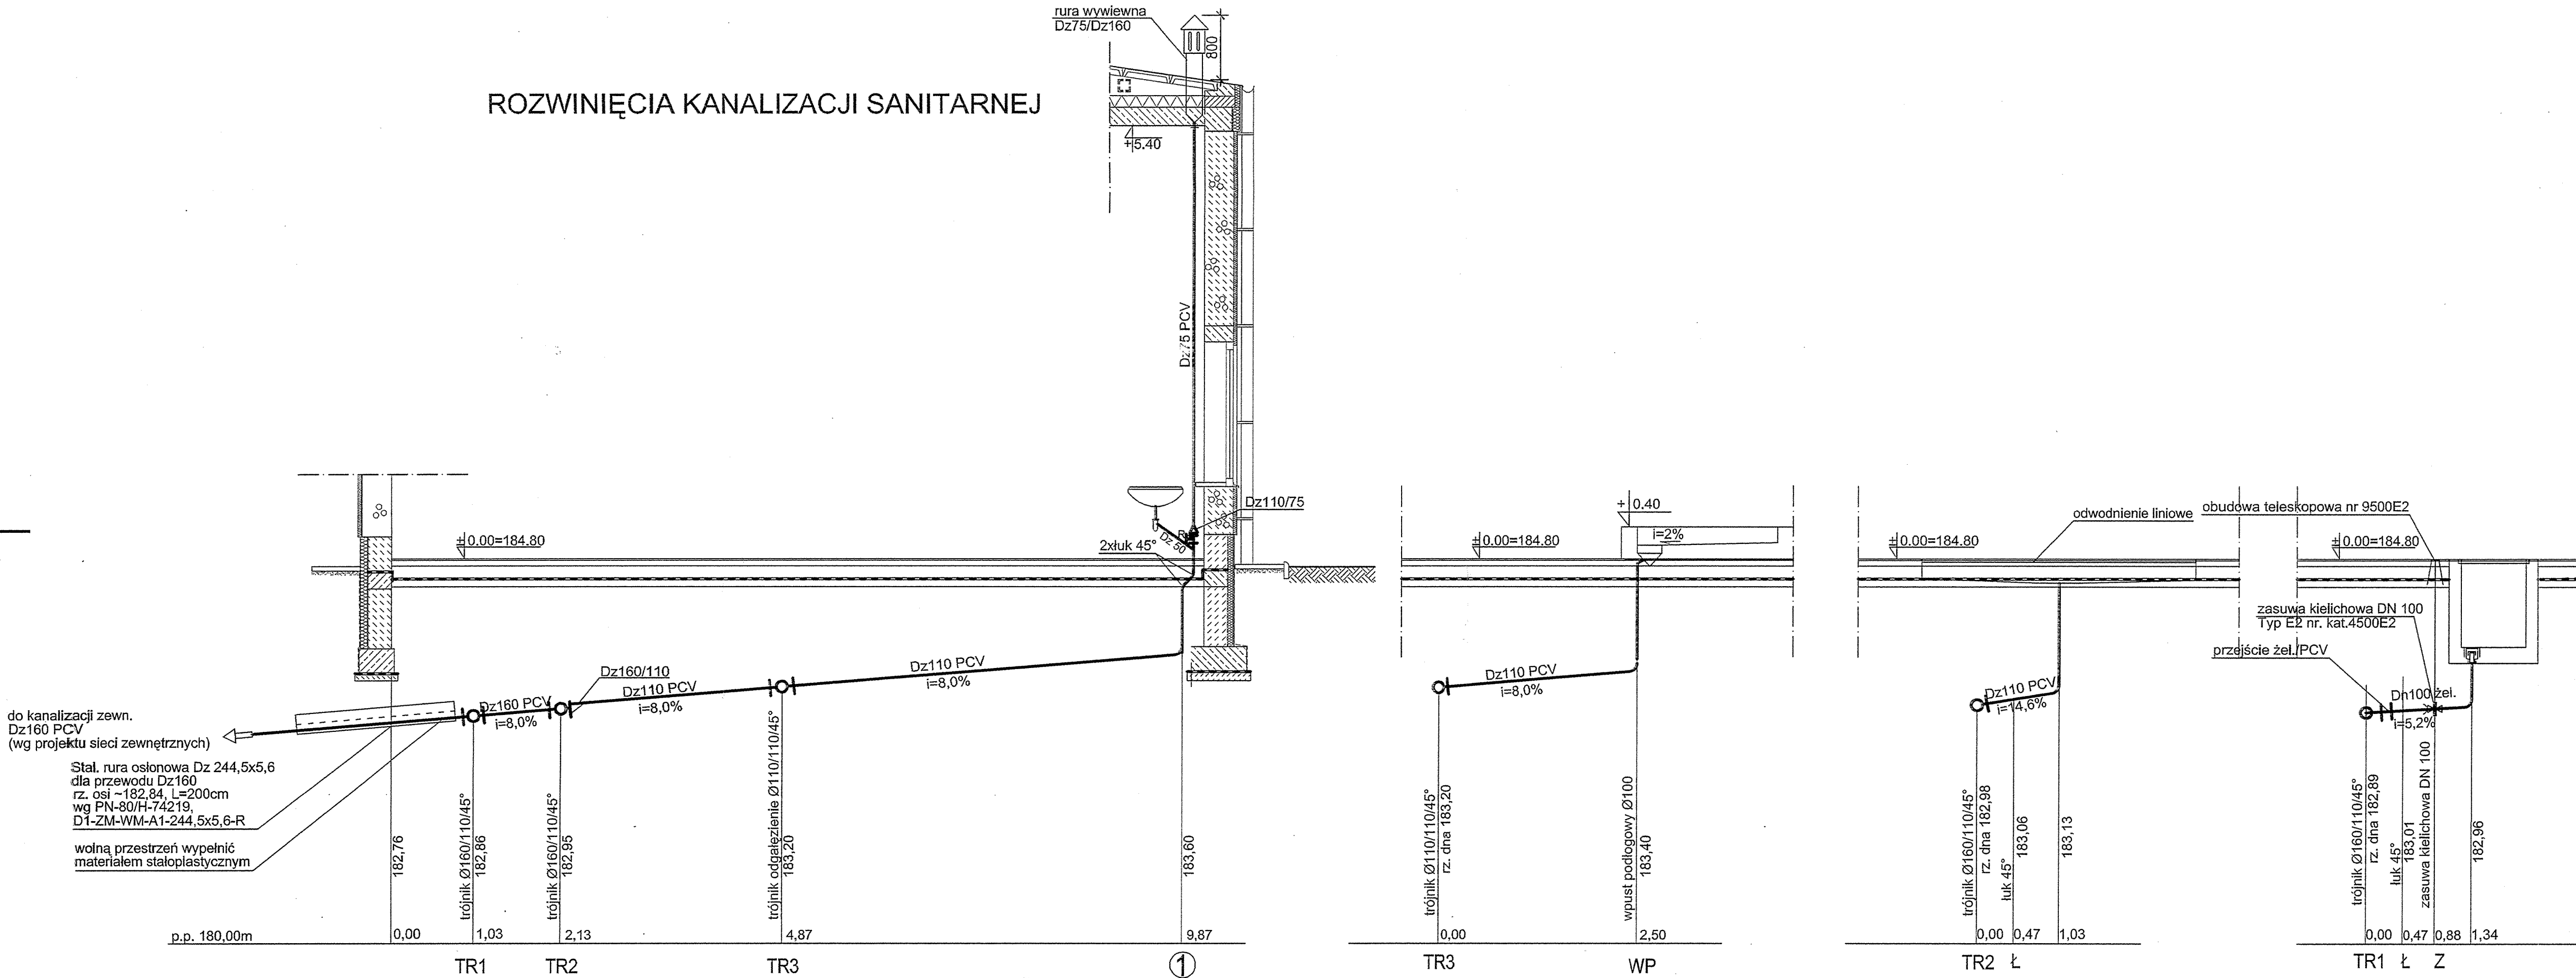 ROZWINIĘCIA KANALIZACJI SANITARNEJ
rura wywiewna
Dz75/Dz160
800
+5.40
Dz75 PCV
Dz110/75
R
Dz 50
2xłuk 45°
± 0.00=184.80
Dz110 PCV
i=8,0%
Dz160/110
Dz110 PCV
i=8,0%
Dz160 PCV
i=8,0%
do kanalizacji zewn.
Dz160 PCV
(wg projektu sieci zewnętrznych)
Stal. rura osłonowa Dz 244,5x5,6
dla przewodu Dz160
rz. osi ~182,84, L=200cm
wg PN-80/H-74219,
D1-ZM-WM-A1-244,5x5,6-R
wolną przestrzeń wypełnić
materiałem stałoplastycznym
182,76
trójnik Ø160/110/45°
182,86
trójnik Ø160/110/45°
182,95
trójnik odgałęzienie Ø110/110/45°
183,20
183,60
p.p. 180,00m
0,00
1,03
2,13
4,87
9,87
TR1
TR2
TR3
1
± 0.00=184.80
± 0.40
i=2%
Dz110 PCV
i=8,0%
trójnik Ø110/110/45°
rz. dna 183,20
wpust podłogowy Ø100
183,40
0,00
2,50
TR3
WP
± 0.00=184.80
odwodnienie liniowe
Dz110 PCV
i=14,6%
trójnik Ø160/110/45°
rz. dna 182,98
łuk 45°
183,06
183,13
0,00
0,47
1,03
TR2
Ł
obudowa teleskopowa nr 9500E2
± 0.00=184.80
zasuwa kielichowa DN 100
Typ E2 nr. kat.4500E2
przejście żel./PCV
Dn100 żel.
i=5,2%
trójnik Ø160/110/45°
rz. dna 182,89
łuk 45°
183,01
zasuwa kielichowa DN 100
182,96
0,00
0,47
0,88
1,34
TR1
Ł
Z